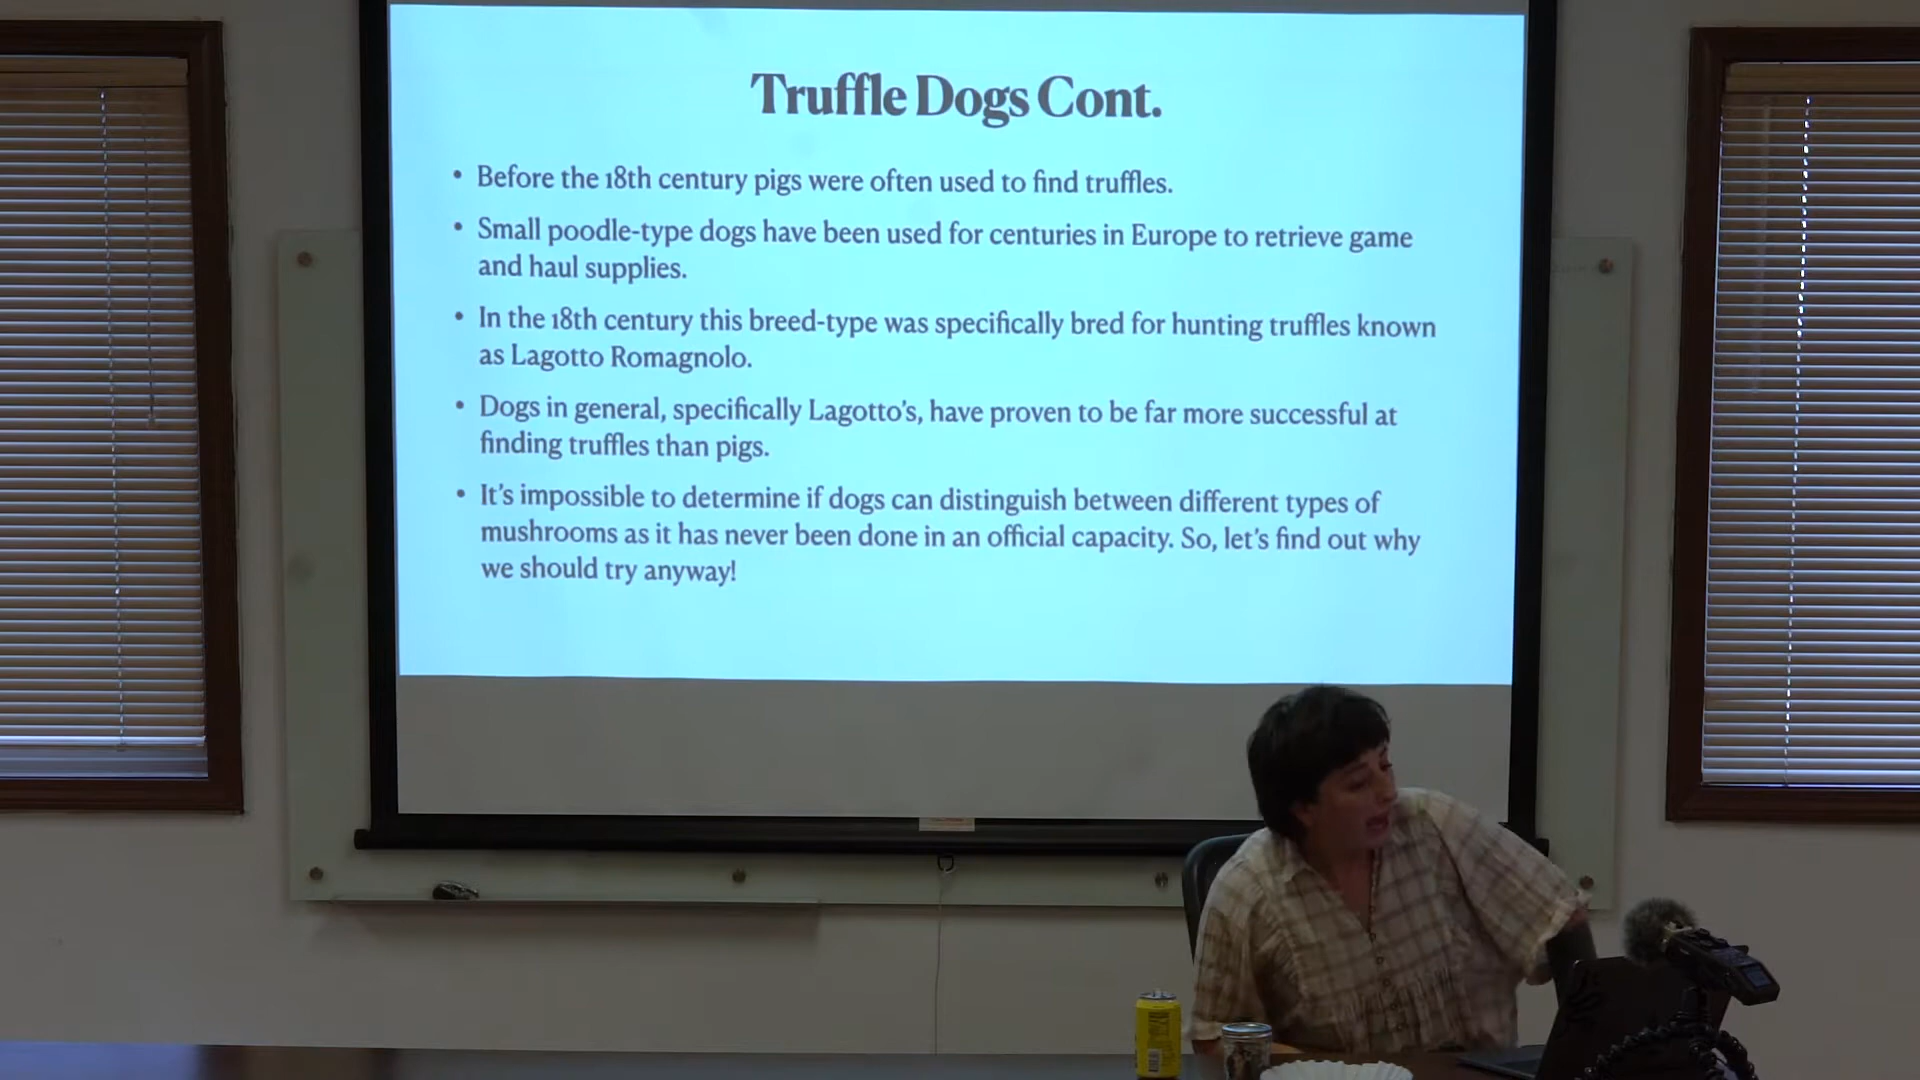 Truffle Dogs Cont.
• Before the 18th century pigs were often used to find truffles.
• Small poodle-type dogs have been used for centuries in Europe to retrieve game
and haul supplies.
• In the 18th century this breed-type was specifically bred for hunting truffles known
as Lagotto Romagnolo.
• Dogs in general, specifically Lagotto's, have proven to be far more successful at
finding truffles than pigs.
• It's impossible to determine if dogs can distinguish between different types of
mushrooms as it has never been done in an official capacity. So, let's find out why
we should try anyway!